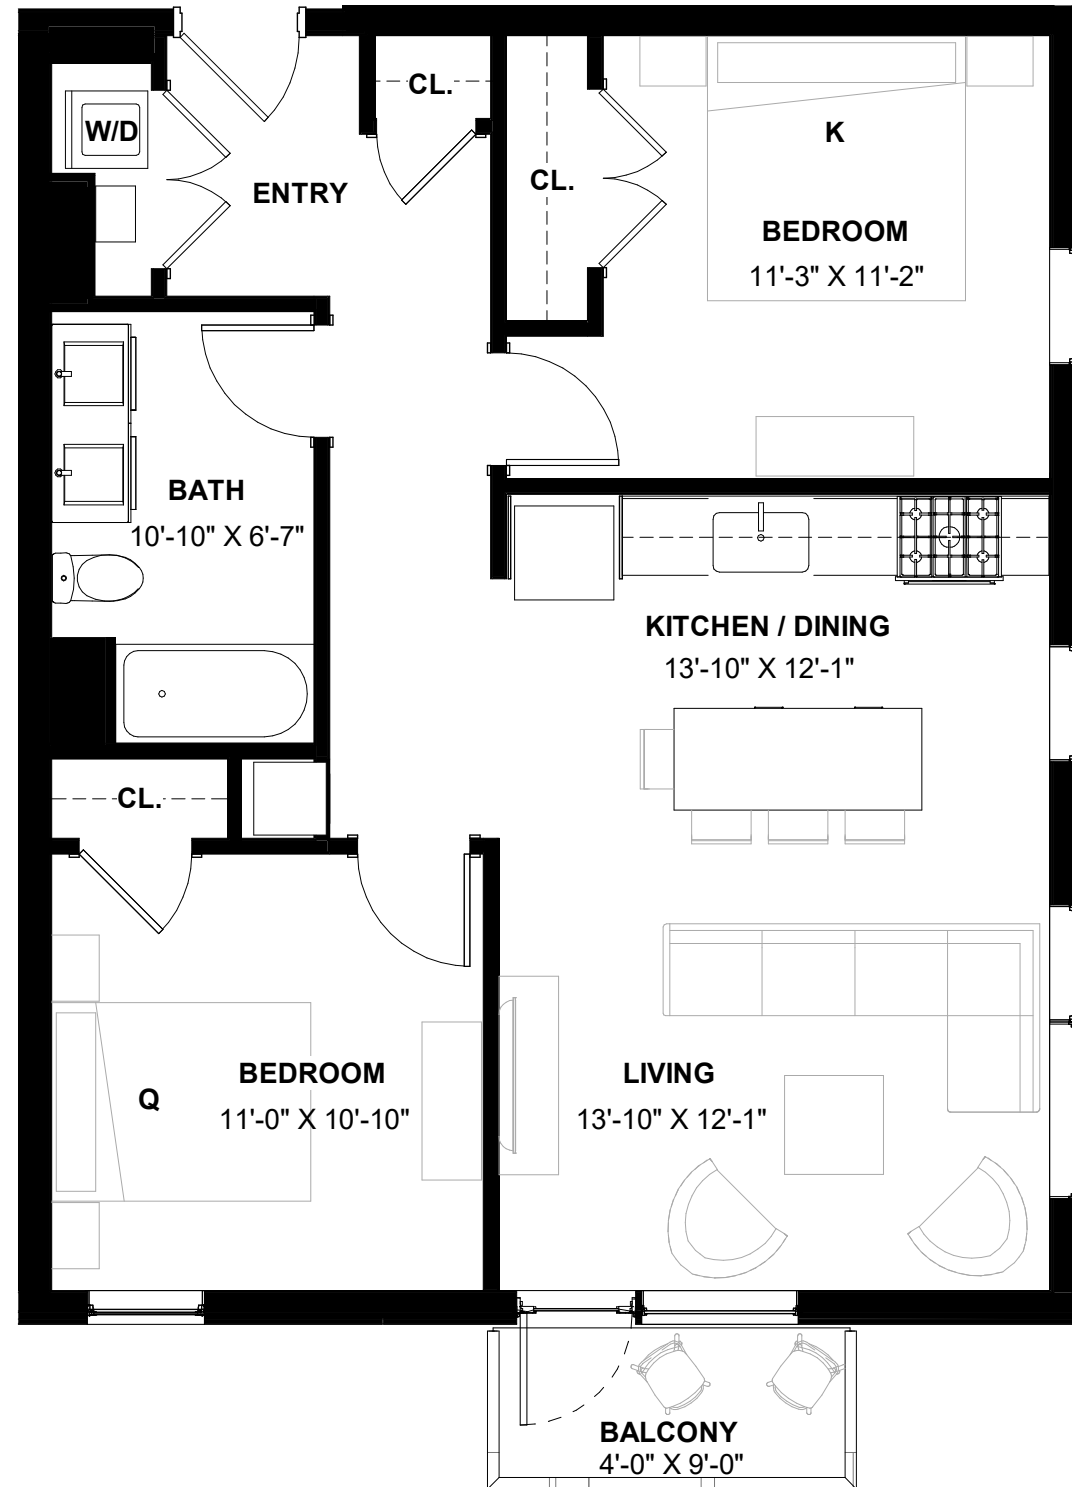 CL.
W/D
K
CL.
ENTRY
BEDROOM
11'-3" X 11'-2"
BATH
10'-10" X 6'-7"
KITCHEN / DINING
13'-10" X 12'-1"
CL.
BEDROOM
11'-0" X 10'-10"
Q
LIVING
13'-10" X 12'-1"
BALCONY
4'-0" X 9'-0"